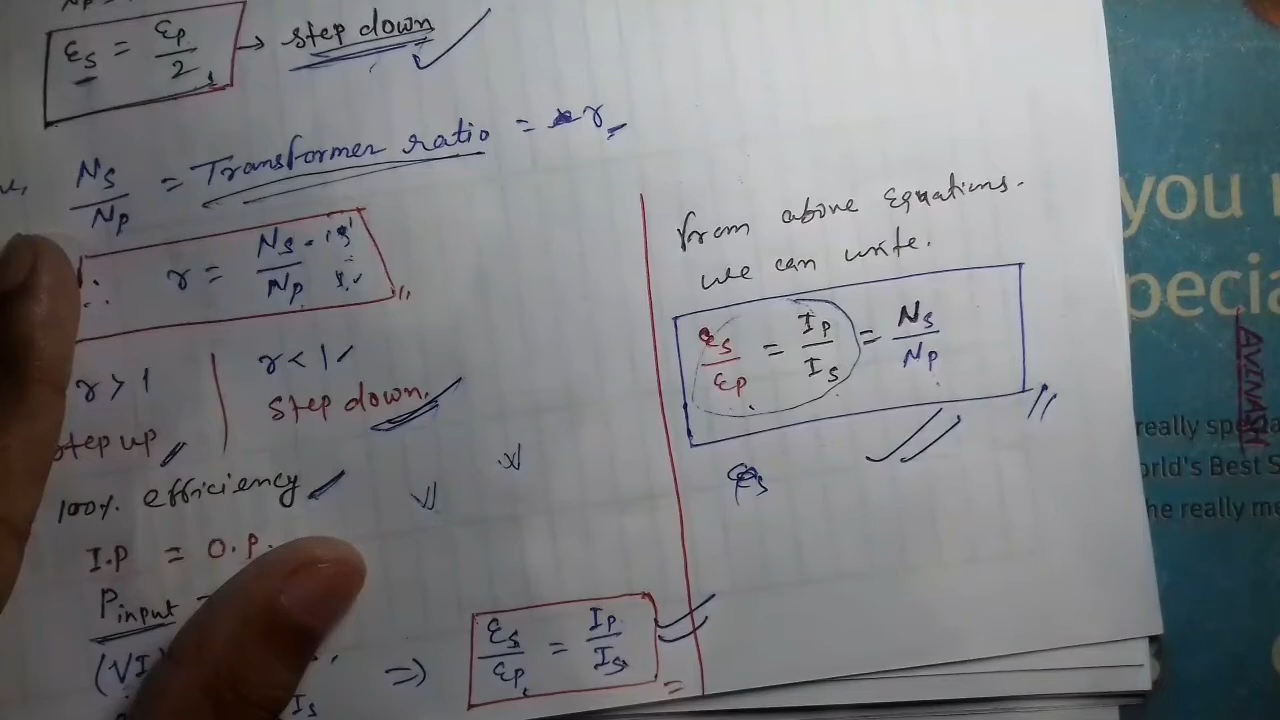 εs = εp/2 → step down
Ns/Np = Transformer ratio = r
∴ r = Ns/Np
r > 1
step up
r < 1
step down
100% efficiency
I.P = O.P.
Pinput
(VI
Is
⇒ εs/εp = Ip/Is
from above equations.
we can write.
εs/εp = Ip/Is = Ns/Np
you
pecia
AVINASH
really spe
orld's Best S
he really m